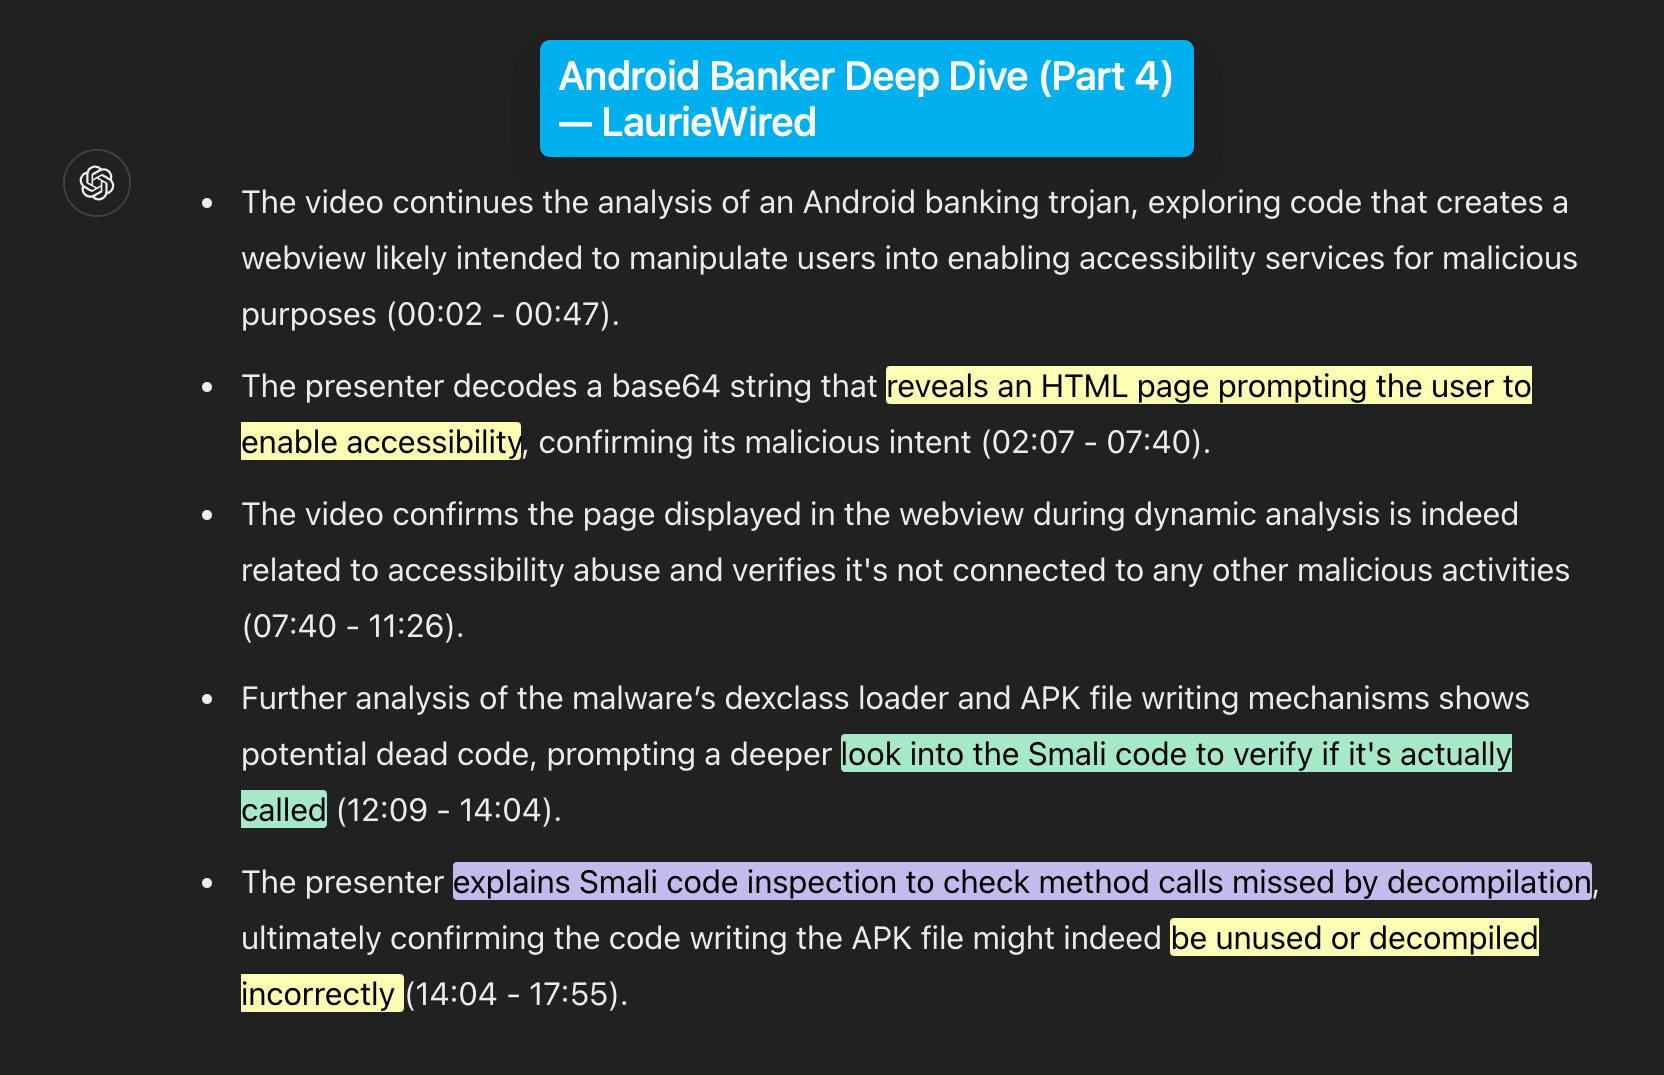 Android Banker Deep Dive (Part 4)
— LaurieWired
• The video continues the analysis of an Android banking trojan, exploring code that creates a
webview likely intended to manipulate users into enabling accessibility services for malicious
purposes (00:02 - 00:47).
• The presenter decodes a base64 string that reveals an HTML page prompting the user to
enable accessibility, confirming its malicious intent (02:07 - 07:40).
• The video confirms the page displayed in the webview during dynamic analysis is indeed
related to accessibility abuse and verifies it's not connected to any other malicious activities
(07:40 - 11:26).
• Further analysis of the malware’s dexclass loader and APK file writing mechanisms shows
potential dead code, prompting a deeper look into the Smali code to verify if it's actually
called (12:09 - 14:04).
• The presenter explains Smali code inspection to check method calls missed by decompilation,
ultimately confirming the code writing the APK file might indeed be unused or decompiled
incorrectly (14:04 - 17:55).